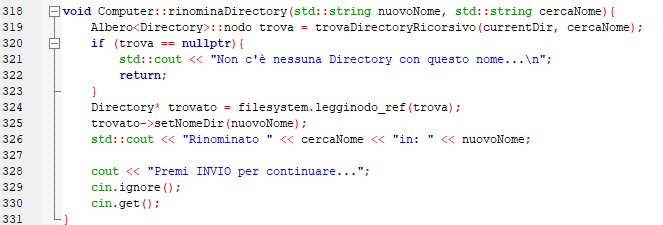 318 void Computer::rinominaDirectory(std::string nuovoNome, std::string cercaNome){
319 Albero<Directory>::nodo trova = trovaDirectoryRicorsivo(currentDir, cercaNome);
320 if (trova == nullptr){
321 std::cout << "Non c'è nessuna Directory con questo nome...\n";
322 return;
323 }
324 Directory* trovato = filesystem.legginodo_ref(trova);
325 trovato->setNomeDir(nuovoNome);
326 std::cout << "Rinominato " << cercaNome << "in: " << nuovoNome;
327
328 cout << "Premi INVIO per continuare...";
329 cin.ignore();
330 cin.get();
331 }